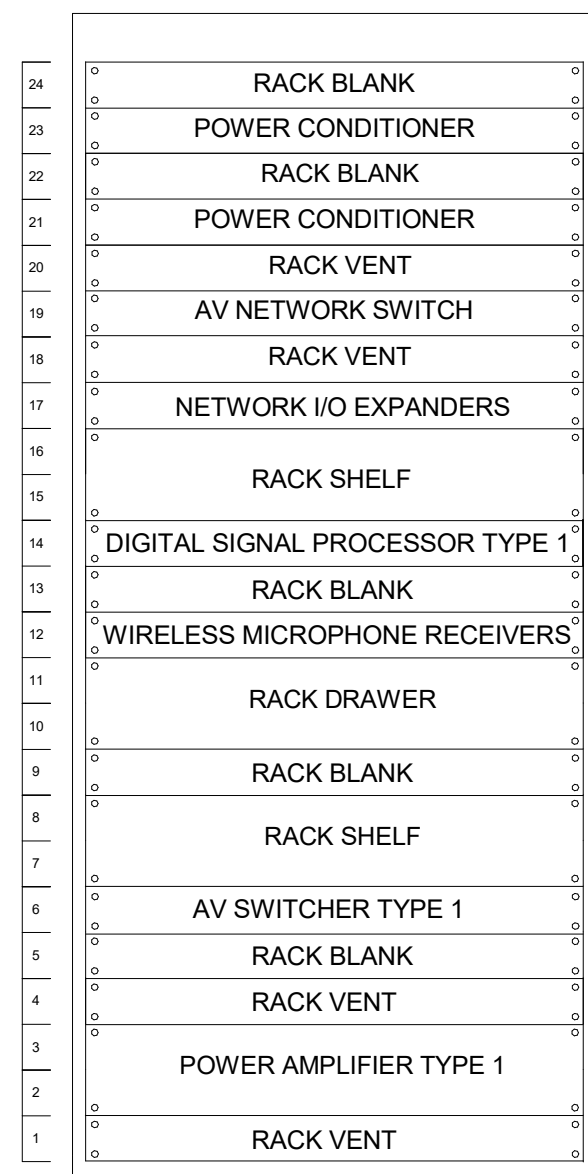 24 RACK BLANK
23 POWER CONDITIONER
22 RACK BLANK
21 POWER CONDITIONER
20 RACK VENT
19 AV NETWORK SWITCH
18 RACK VENT
17 NETWORK I/O EXPANDERS
16
RACK SHELF
15
14 DIGITAL SIGNAL PROCESSOR TYPE 1
13 RACK BLANK
12 WIRELESS MICROPHONE RECEIVERS
11
RACK DRAWER
10
9 RACK BLANK
8
RACK SHELF
7
6 AV SWITCHER TYPE 1
5 RACK BLANK
4 RACK VENT
3
POWER AMPLIFIER TYPE 1
2
1 RACK VENT